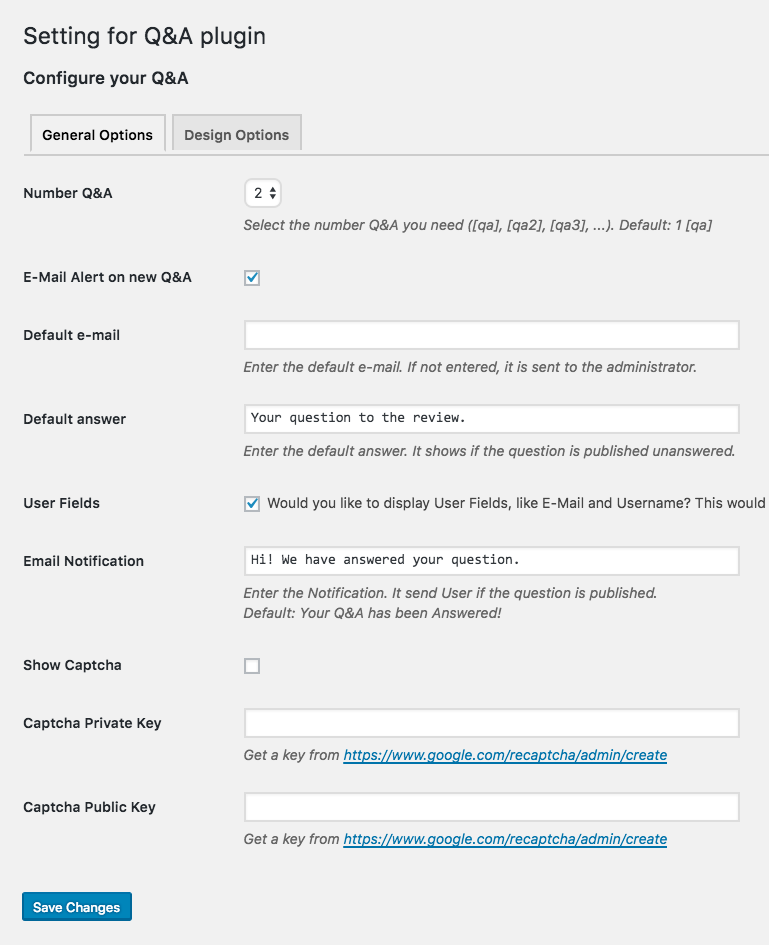 Setting for Q&A plugin
Configure your Q&A
General Options
Design Options
Number Q&A
2
Select the number Q&A you need ([qa], [qa2], [qa3], ...). Default: 1 [qa]
E-Mail Alert on new Q&A
Default e-mail
Enter the default e-mail. If not entered, it is sent to the administrator.
Default answer
Your question to the review.
Enter the default answer. It shows if the question is published unanswered.
User Fields
Would you like to display User Fields, like E-Mail and Username? This would
Email Notification
Hi! We have answered your question.
Enter the Notification. It send User if the question is published.
Default: Your Q&A has been Answered!
Show Captcha
Captcha Private Key
Get a key from https://www.google.com/recaptcha/admin/create
Captcha Public Key
Get a key from https://www.google.com/recaptcha/admin/create
Save Changes